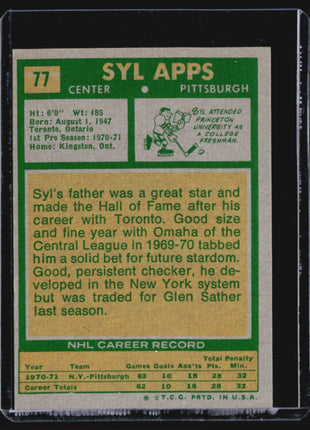 77
SYL APPS
CENTER • PITTSBURGH
Ht: 6'0" Wt: 185
Born: August 1, 1947
Toronto, Ontario
1st Pro Season: 1970-71
Home: Kingston, Ont.
SYL ATTENDED
PRINCETON
UNIVERSITY AS
A COLLEGE
FRESHMAN.
Syl's father was a great star and
made the Hall of Fame after his
career with Toronto. Good size
and fine year with Omaha of the
Central League in 1969-70 tabbed
him a solid bet for future stardom.
Good, persistent checker, he de-
veloped in the New York system
but was traded for Glen Sather
last season.
NHL CAREER RECORD
Total Penalty
Year Team Games Goals Ass'ts Pts. Min.
1970-71 N.Y.-Pittsburgh 62 10 18 28 32
Career Totals 62 10 18 28 32
© T.C.G. PRTD. IN U.S.A.